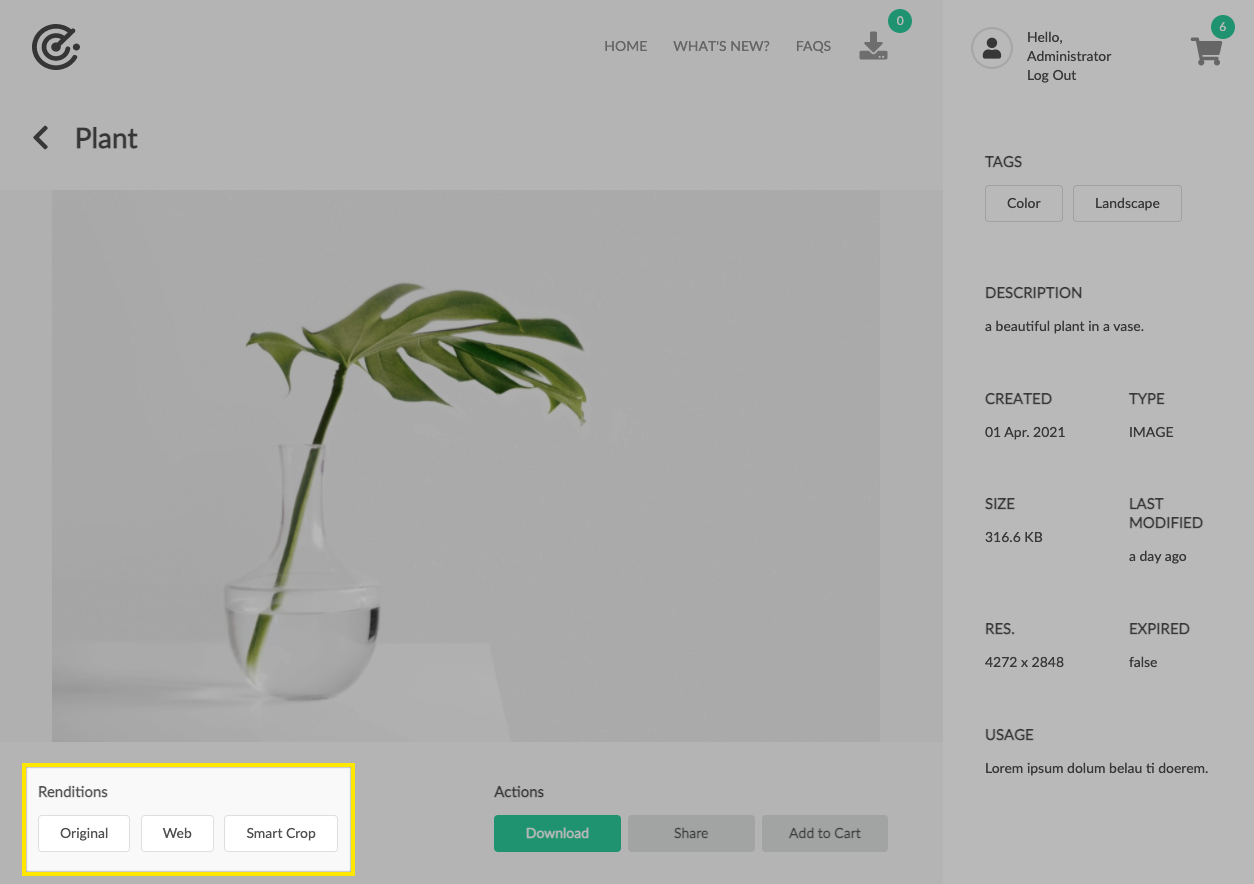 HOME WHAT'S NEW? FAQS 0
Hello,
Administrator
Log Out
6
Plant
TAGS
Color Landscape
DESCRIPTION
a beautiful plant in a vase.
CREATED TYPE
01 Apr. 2021 IMAGE
SIZE LAST
MODIFIED
316.6 KB
a day ago
RES. EXPIRED
4272 x 2848 false
USAGE
Lorem ipsum dolum belau ti doerem.
Renditions
Original Web Smart Crop
Actions
Download Share Add to Cart